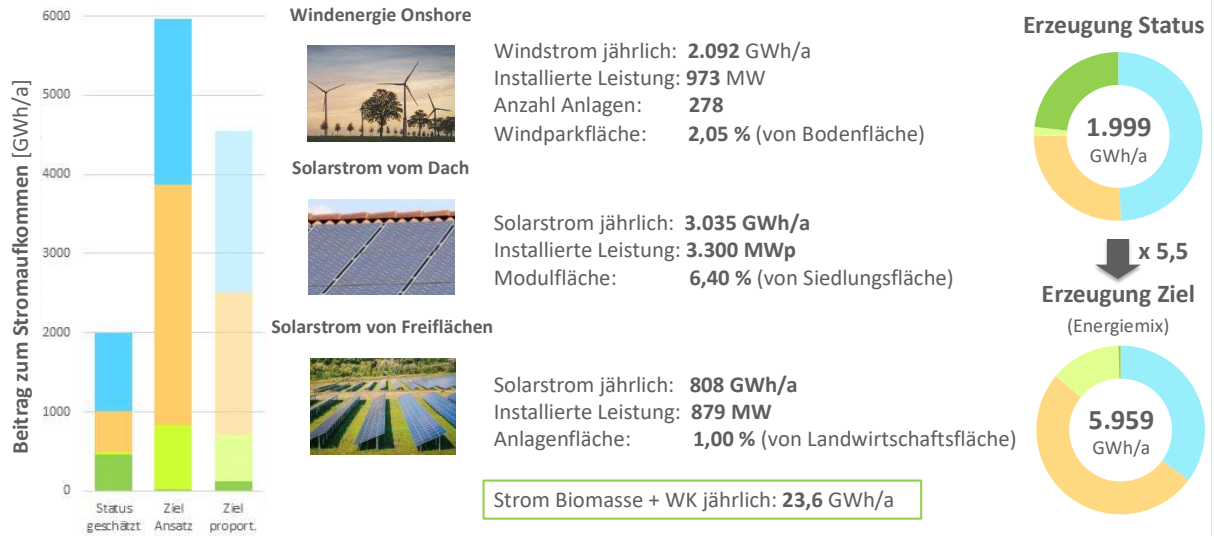 Beitrag zum Stromaufkommen [GWh/a]
6000
5000
4000
3000
2000
1000
0
Status geschätzt
Ziel Ansatz
Ziel proport.
Windenergie Onshore
Windstrom jährlich: 2.092 GWh/a
Installierte Leistung: 973 MW
Anzahl Anlagen: 278
Windparkfläche: 2,05 % (von Bodenfläche)
Solarstrom vom Dach
Solarstrom jährlich: 3.035 GWh/a
Installierte Leistung: 3.300 MWp
Modulfläche: 6,40 % (von Siedlungsfläche)
Solarstrom von Freiflächen
Solarstrom jährlich: 808 GWh/a
Installierte Leistung: 879 MW
Anlagenfläche: 1,00 % (von Landwirtschaftsfläche)
Strom Biomasse + WK jährlich: 23,6 GWh/a
Erzeugung Status
1.999
GWh/a
x 5,5
Erzeugung Ziel
(Energiemix)
5.959
GWh/a